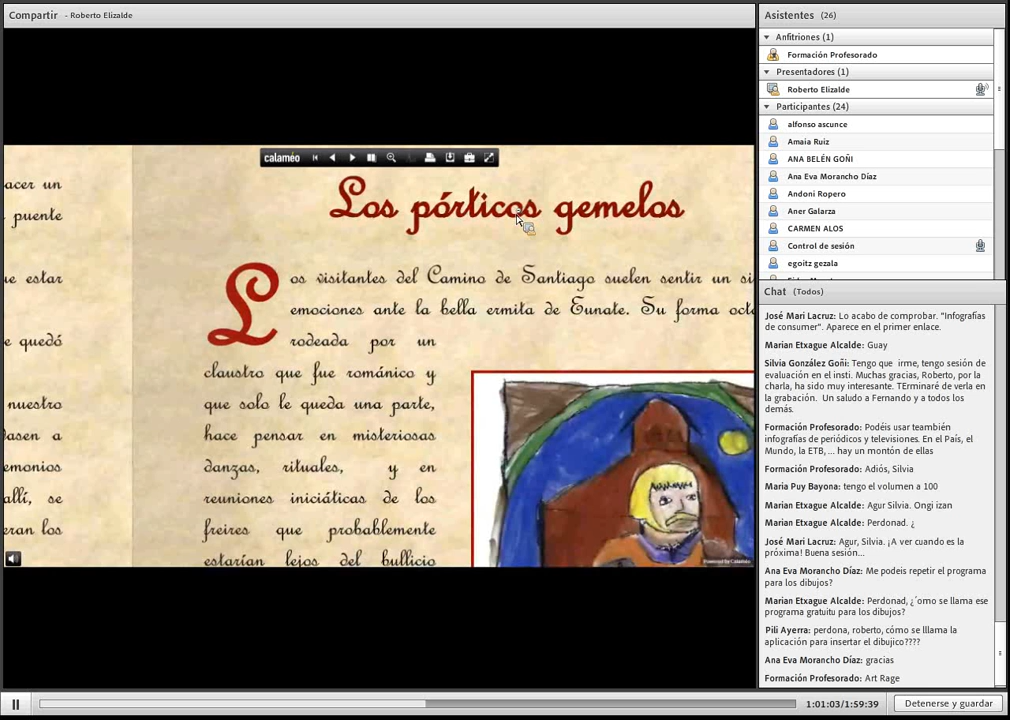 Compartir - Roberto Elizalde
calaméo
Los pórticos gemelos
acer un
puente
ue estar
e quedó
nuestro
dasen a
emonios
allí, se
eran los
Los visitantes del Camino de Santiago suelen sentir un si
emociones ante la bella ermita de Eunate. Su forma octo
rodeada por un
claustro que fue románico y
que solo le queda una parte,
hace pensar en misteriosas
danzas, rituales, y en
reuniones iniciáticas de los
freires que probablemente
estarían lejos del bullicio
Powered by Calaméo
Asistentes (26)
Anfitriones (1)
Formación Profesorado
Presentadores (1)
Roberto Elizalde
Participantes (24)
alfonso ascunce
Amaia Ruiz
ANA BELÉN GOÑI
Ana Eva Morancho Díaz
Andoni Ropero
Aner Galarza
CARMEN ALOS
Control de sesión
egoitz gezala
Chat (Todos)
José Mari Lacruz: Lo acabo de comprobar. "Infografías
de consumer". Aparece en el primer enlace.
Marian Etxague Alcalde: Guay
Silvia González Goñi: Tengo que irme, tengo sesión de
evaluación en el insti. Muchas gracias, Roberto, por la
charla, ha sido muy interesante. TErminaré de verla en
la grabación. Un saludo a Fernando y a todos los
demás.
Formación Profesorado: Podéis usar teambién
infografías de periódicos y televisiones. En el País, el
Mundo, la ETB, ... hay un montón de ellas
Formación Profesorado: Adiós, Silvia
Maria Puy Bayona: tengo el volumen a 100
Marian Etxague Alcalde: Agur Silvia. Ongi izan
Marian Etxague Alcalde: Perdonad. ¿
José Mari Lacruz: Agur, Silvia. ¡A ver cuando es la
próxima! Buena sesión...
Ana Eva Morancho Díaz: Me podeis repetir el programa
para los dibujos?
Marian Etxague Alcalde: Perdonad, ¿´omo se llama ese
programa gratuitu para los dibujos?
Pili Ayerra: perdona, roberto, cómo se lllama la
aplicación para insertar el dibujico????
Ana Eva Morancho Díaz: gracias
Formación Profesorado: Art Rage
1:01:03/1:59:39
Detenerse y guardar